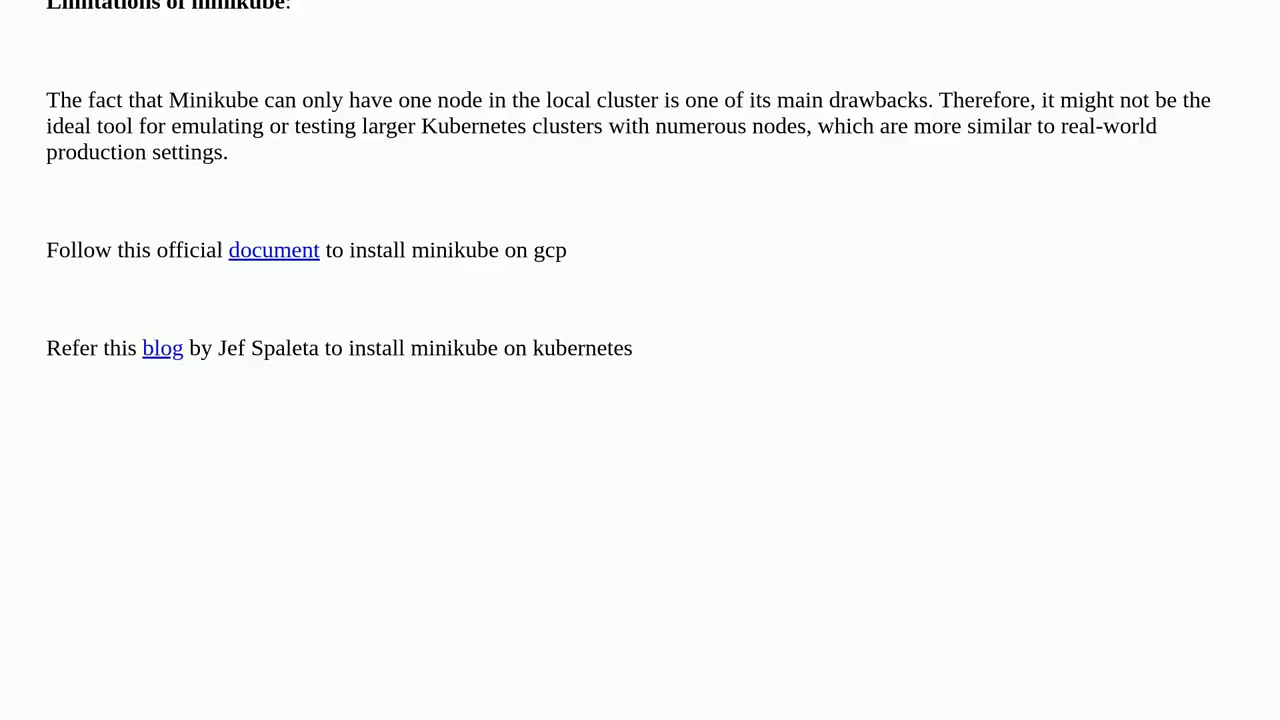 Limitations of minikube:
The fact that Minikube can only have one node in the local cluster is one of its main drawbacks. Therefore, it might not be the
ideal tool for emulating or testing larger Kubernetes clusters with numerous nodes, which are more similar to real-world
production settings.
Follow this official document to install minikube on gcp
Refer this blog by Jef Spaleta to install minikube on kubernetes